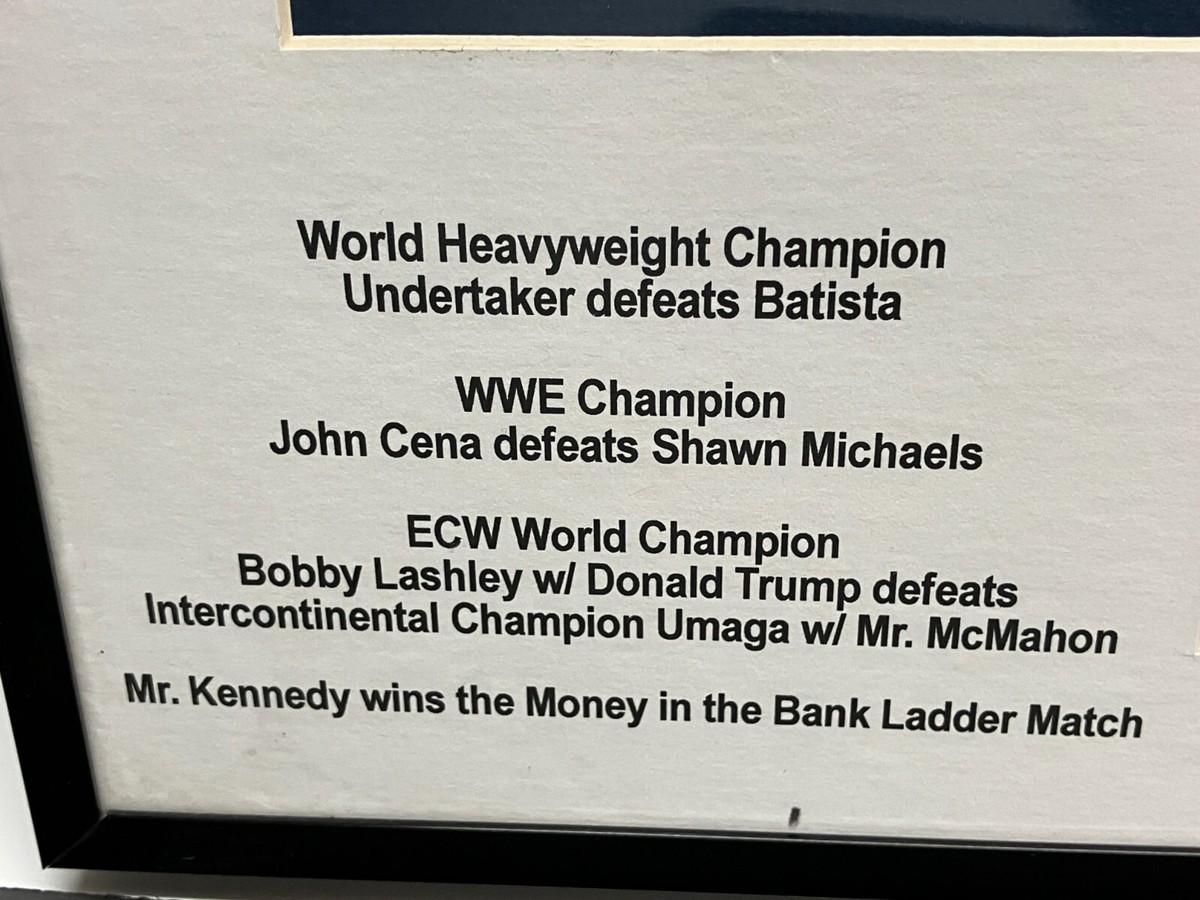 World Heavyweight Champion
Undertaker defeats Batista
WWE Champion
John Cena defeats Shawn Michaels
ECW World Champion
Bobby Lashley w/ Donald Trump defeats
Intercontinental Champion Umaga w/ Mr. McMahon
Mr. Kennedy wins the Money in the Bank Ladder Match